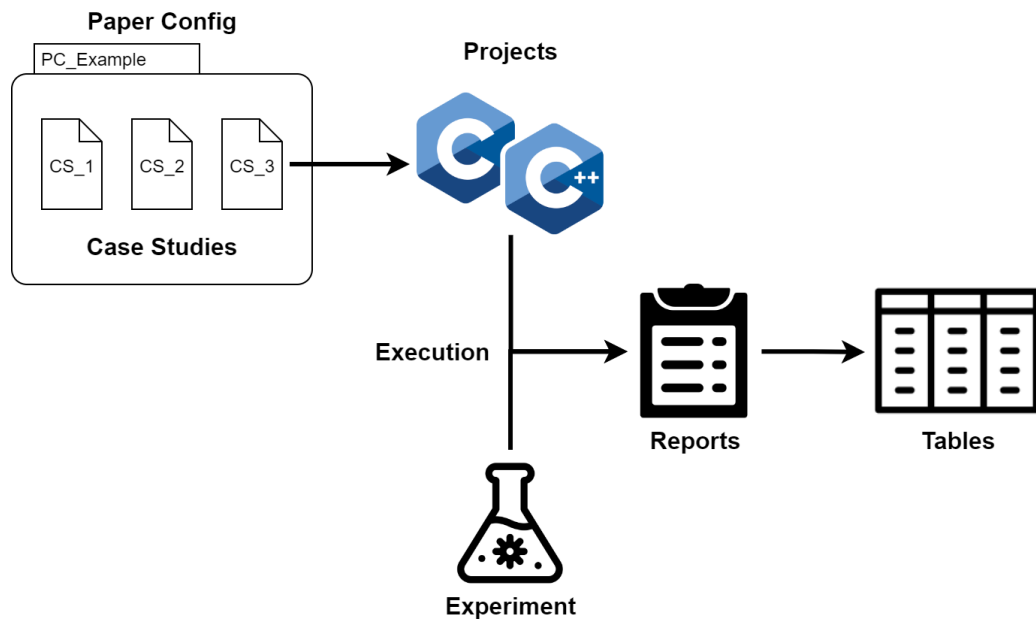 Paper Config
PC_Example
CS_1
CS_2
CS_3
Case Studies
Projects
C
C
++
Execution
Reports
Tables
Experiment